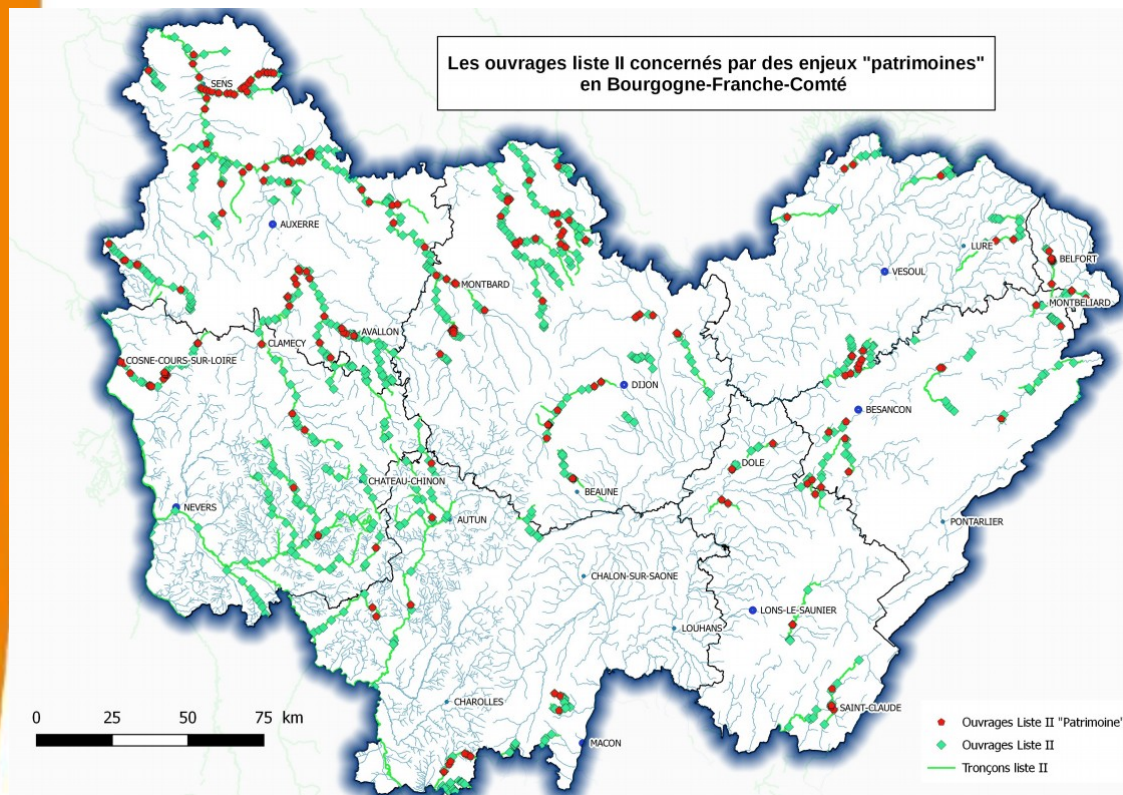 Les ouvrages liste II concernés par des enjeux "patrimoines"
en Bourgogne-Franche-Comté
SENS
AUXERRE
LURE
BELFORT
VESOUL
MONTBARD
MONTBELIARD
AVALLON
CLAMECY
COSNE-COURS-SUR-LOIRE
DIJON
BESANCON
DOLE
CHATEAU-CHINON
BEAUNE
NEVERS
AUTUN
PONTARLIER
CHALON-SUR-SAONE
LONS-LE-SAUNIER
LOUHANS
CHAROLLES
SAINT-CLAUDE
MACON
0 25 50 75 km
Ouvrages Liste II "Patrimoine"
Ouvrages Liste II
Tronçons liste II